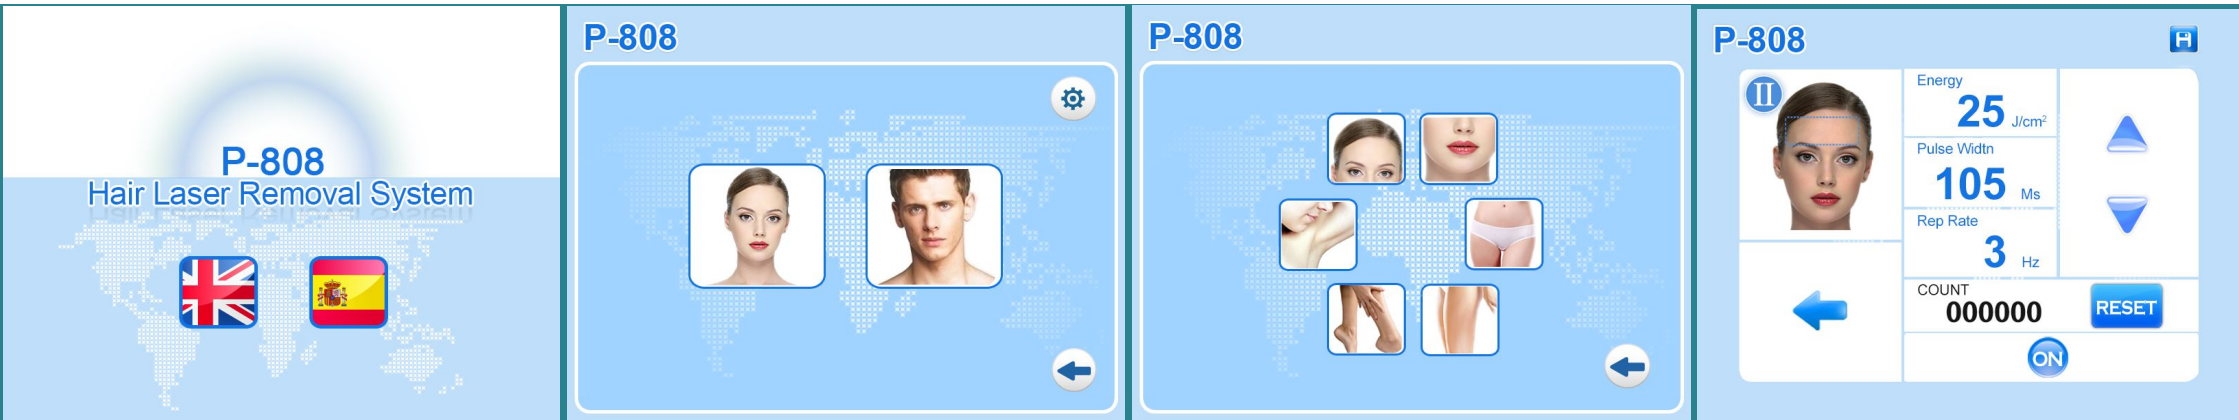 P-808
Hair Laser Removal System
P-808
P-808
P-808
II
Energy
25 J/cm²
Pulse Widtn
105 Ms
Rep Rate
3 Hz
COUNT
000000
RESET
ON